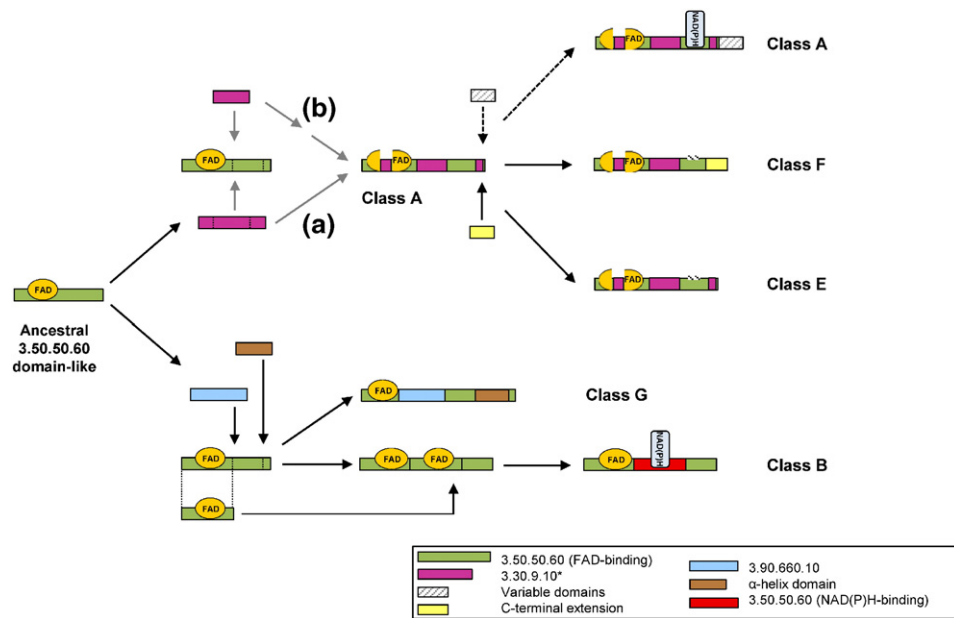 NAD(P)H
FAD
Class A
(b)
FAD
FAD
FAD
Class F
Class A
(a)
FAD
Class E
FAD
Ancestral
3.50.50.60
domain-like
FAD
Class G
NAD(P)H
FAD
FAD
FAD
FAD
Class B
FAD
3.50.50.60 (FAD-binding)
3.30.9.10*
Variable domains
C-terminal extension
3.90.660.10
α-helix domain
3.50.50.60 (NAD(P)H-binding)